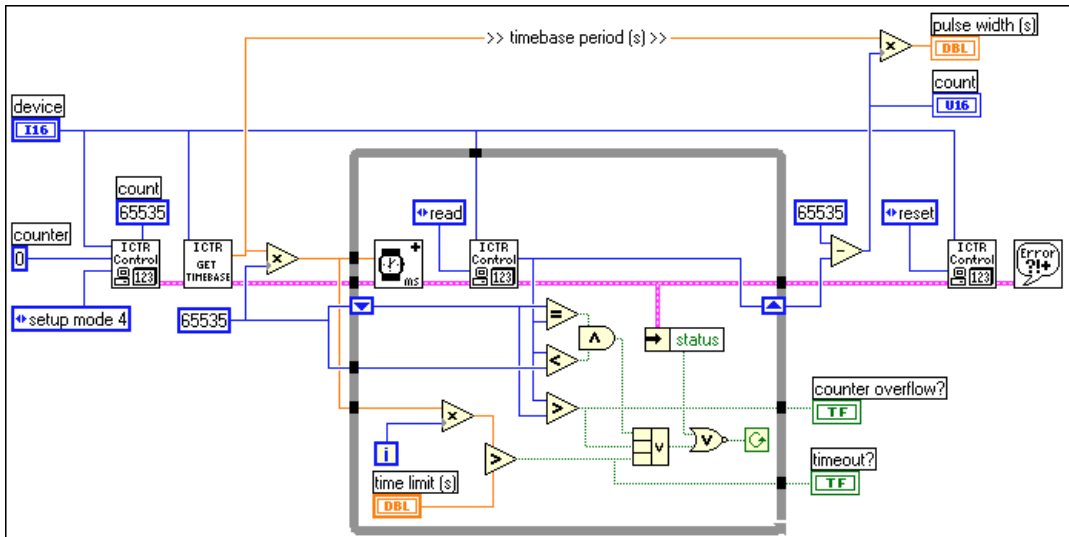 >> timebase period (s) >>
pulse width (s)
DBL
count
U16
device
I16
count
65535
counter
0
ICTR
Control
123
ICTR
GET
TIMEBASE
setup mode 4
65535
ms
read
ICTR
Control
123
65535
reset
ICTR
Control
123
Error
?!+
status
counter overflow?
TF
timeout?
TF
i
time limit (s)
DBL